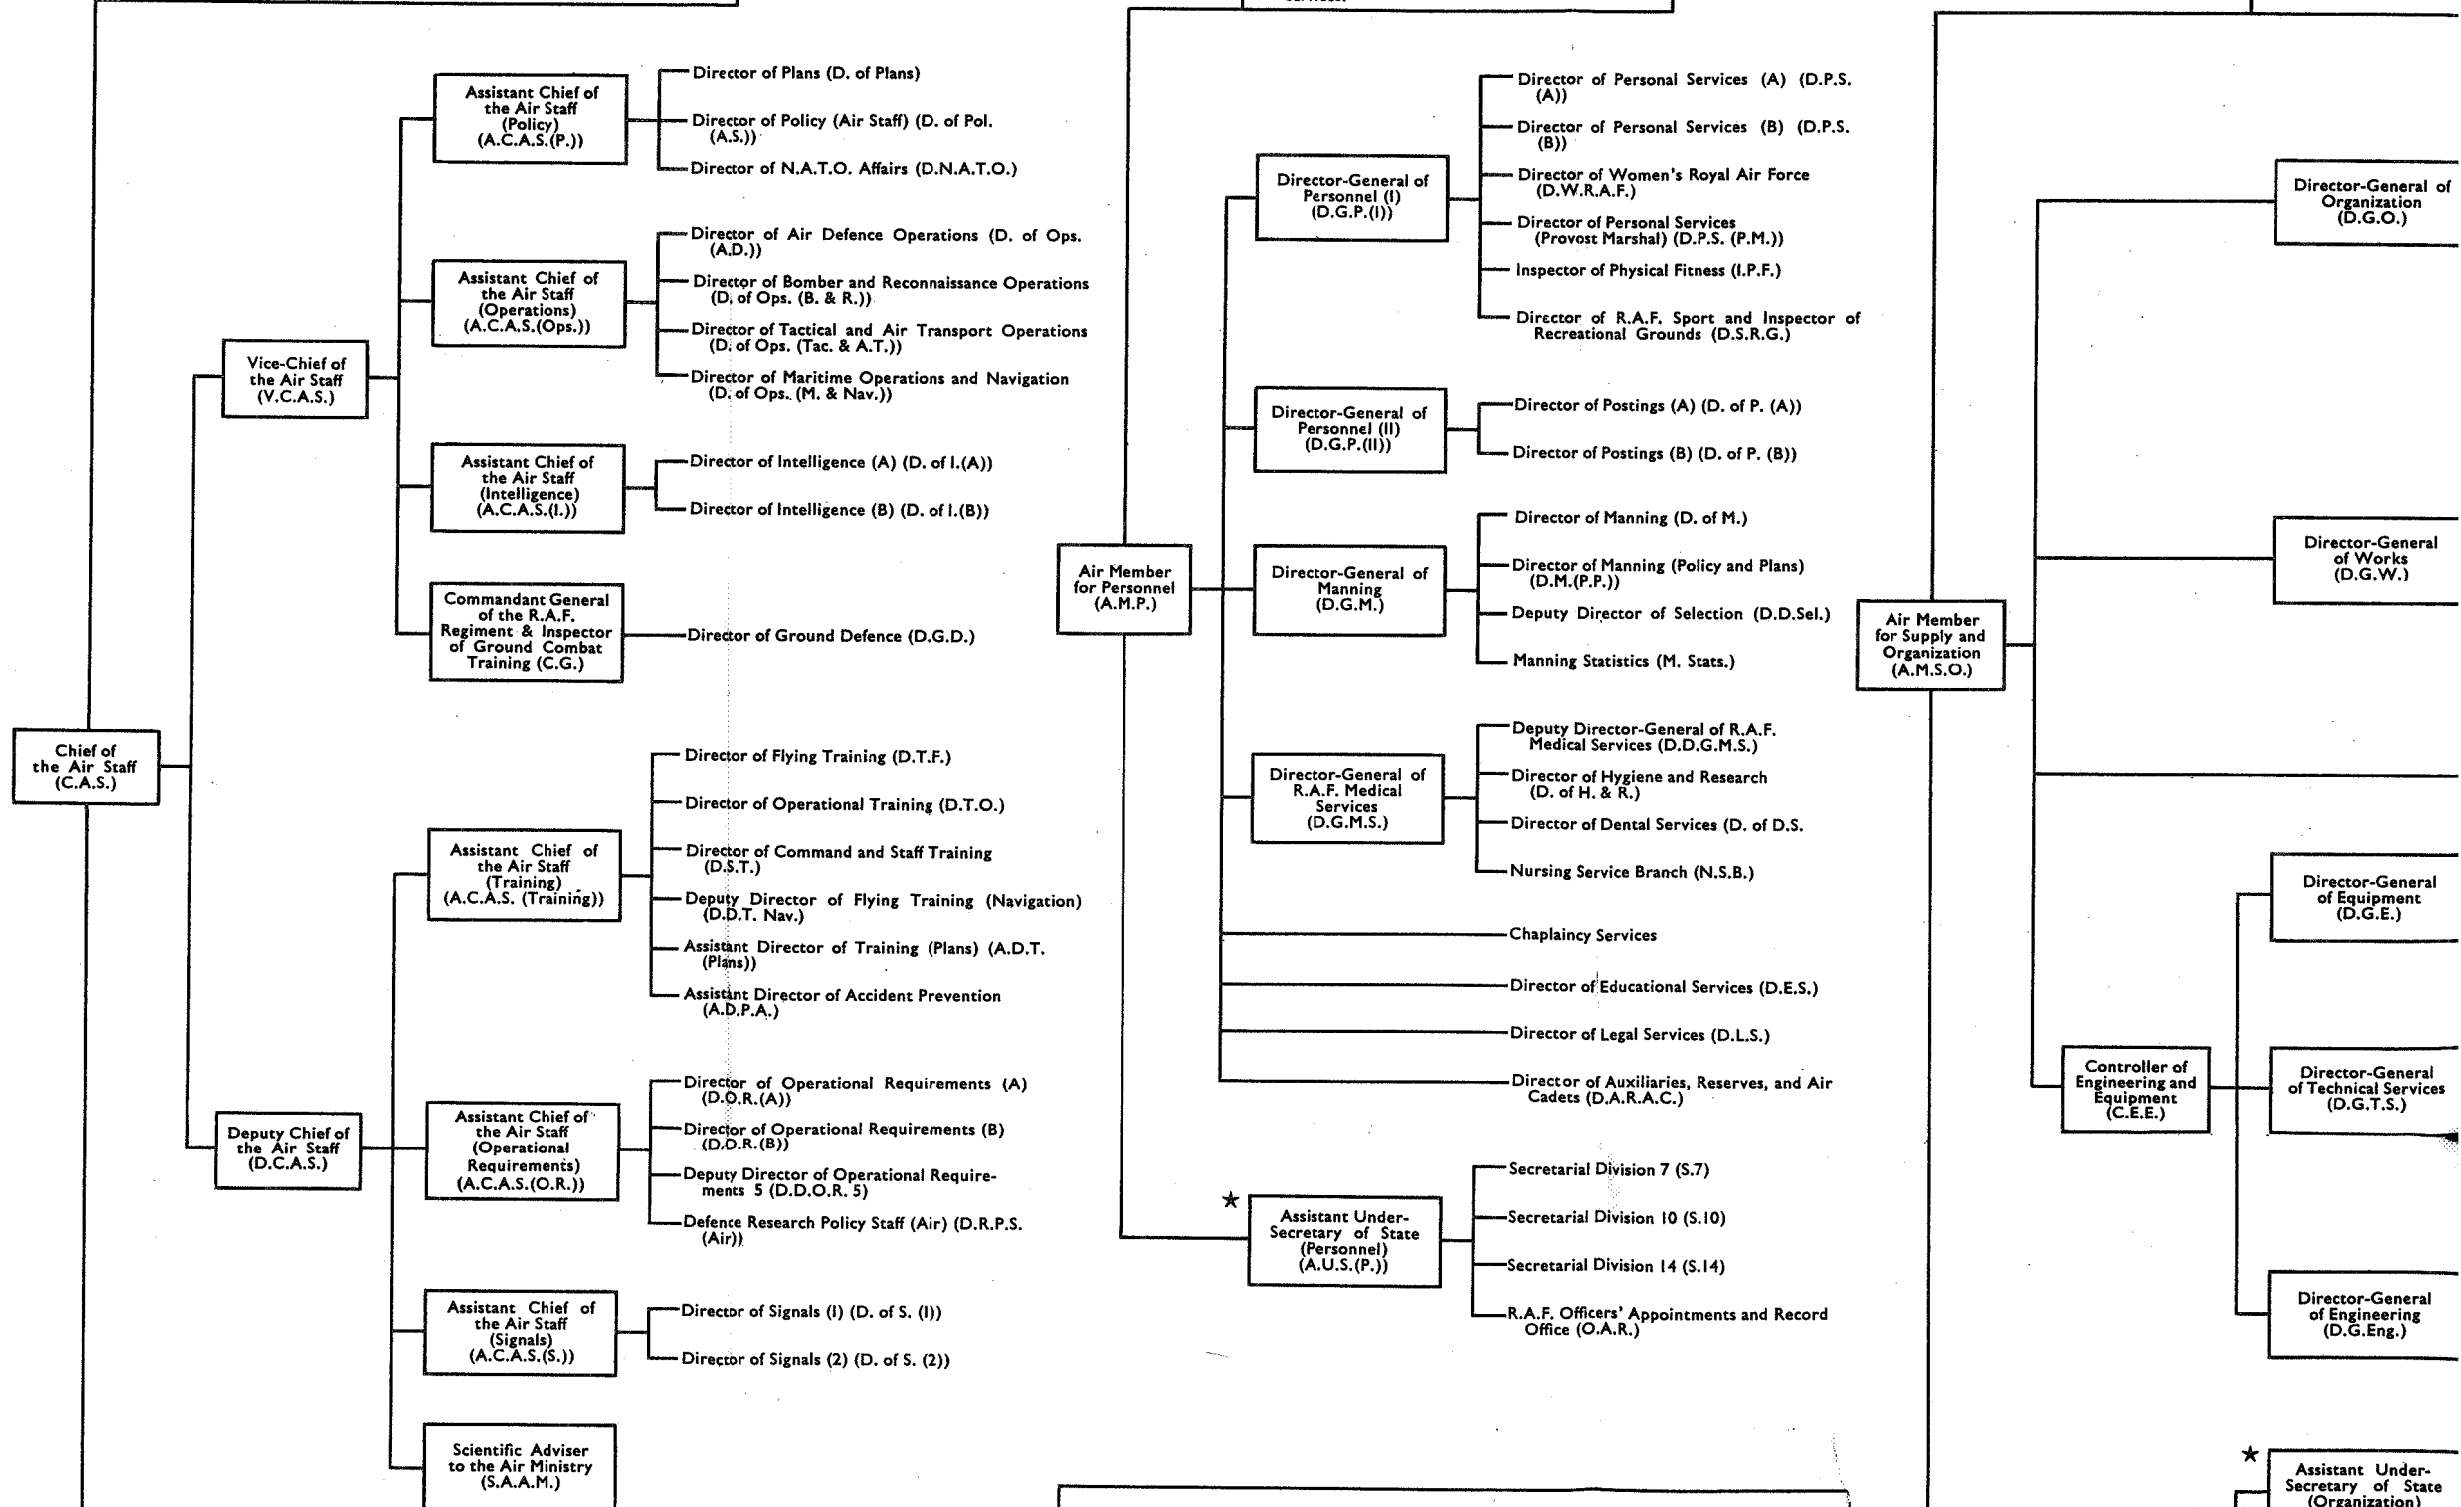 Chief of
the Air Staff
(C.A.S.)
Vice-Chief of
the Air Staff
(V.C.A.S.)
Assistant Chief of
the Air Staff
(Policy)
(A.C.A.S.(P.))
Director of Plans (D. of Plans)
Director of Policy (Air Staff) (D. of Pol.
(A.S.))
Director of N.A.T.O. Affairs (D.N.A.T.O.)
Assistant Chief of
the Air Staff
(Operations)
(A.C.A.S.(Ops.))
Director of Air Defence Operations (D. of Ops.
(A.D.))
Director of Bomber and Reconnaissance Operations
(D. of Ops. (B. & R.))
Director of Tactical and Air Transport Operations
(D. of Ops. (Tac. & A.T.))
Director of Maritime Operations and Navigation
(D. of Ops. (M. & Nav.))
Assistant Chief of
the Air Staff
(Intelligence)
(A.C.A.S.(I.))
Director of Intelligence (A) (D. of I.(A))
Director of Intelligence (B) (D. of I.(B))
Commandant General
of the R.A.F.
Regiment & Inspector
of Ground Combat
Training (C.G.)
Director of Ground Defence (D.G.D.)
Deputy Chief of
the Air Staff
(D.C.A.S.)
Assistant Chief of
the Air Staff
(Training)
(A.C.A.S. (Training))
Director of Flying Training (D.T.F.)
Director of Operational Training (D.T.O.)
Director of Command and Staff Training
(D.S.T.)
Deputy Director of Flying Training (Navigation)
(D.D.T. Nav.)
Assistant Director of Training (Plans) (A.D.T.
(Plans))
Assistant Director of Accident Prevention
(A.D.P.A.)
Assistant Chief of
the Air Staff
(Operational
Requirements)
(A.C.A.S.(O.R.))
Director of Operational Requirements (A)
(D.O.R.(A))
Director of Operational Requirements (B)
(D.D.R.(B))
Deputy Director of Operational Require-
ments 5 (D.D.O.R. 5)
Defence Research Policy Staff (Air) (D.R.P.S.
(Air))
Assistant Chief of
the Air Staff
(Signals)
(A.C.A.S.(S.))
Director of Signals (1) (D. of S. (1))
Director of Signals (2) (D. of S. (2))
Scientific Adviser
to the Air Ministry
(S.A.A.M.)
Air Member
for Personnel
(A.M.P.)
Director-General of
Personnel (I)
(D.G.P.(I))
Director of Personal Services (A) (D.P.S.
(A))
Director of Personal Services (B) (D.P.S.
(B))
Director of Women's Royal Air Force
(D.W.R.A.F.)
Director of Personal Services
(Provost Marshal) (D.P.S. (P.M.))
Inspector of Physical Fitness (I.P.F.)
Director of R.A.F. Sport and Inspector of
Recreational Grounds (D.S.R.G.)
Director-General of
Personnel (II)
(D.G.P.(II))
Director of Postings (A) (D. of P. (A))
Director of Postings (B) (D. of P. (B))
Director-General of
Manning
(D.G.M.)
Director of Manning (D. of M.)
Director of Manning (Policy and Plans)
(D.M.(P.P.))
Deputy Director of Selection (D.D.Sel.)
Manning Statistics (M. Stats.)
Director-General of
R.A.F. Medical
Services
(D.G.M.S.)
Deputy Director-General of R.A.F.
Medical Services (D.D.G.M.S.)
Director of Hygiene and Research
(D. of H. & R.)
Director of Dental Services (D. of D.S.
Nursing Service Branch (N.S.B.)
Chaplaincy Services
Director of Educational Services (D.E.S.)
Director of Legal Services (D.L.S.)
Director of Auxiliaries, Reserves, and Air
Cadets (D.A.R.A.C.)
★
Assistant Under-
Secretary of State
(Personnel)
(A.U.S.(P.))
Secretarial Division 7 (S.7)
Secretarial Division 10 (S.10)
Secretarial Division 14 (S.14)
R.A.F. Officers' Appointments and Record
Office (O.A.R.)
Air Member
for Supply and
Organization
(A.M.S.O.)
Director-General of
Organization
(D.G.O.)
Director-General
of Works
(D.G.W.)
Controller of
Engineering and
Equipment
(C.E.E.)
Director-General
of Equipment
(D.G.E.)
Director-General
of Technical Services
(D.G.T.S.)
Director-General
of Engineering
(D.G.Eng.)
★
Assistant Under-
Secretary of State
(Organization)